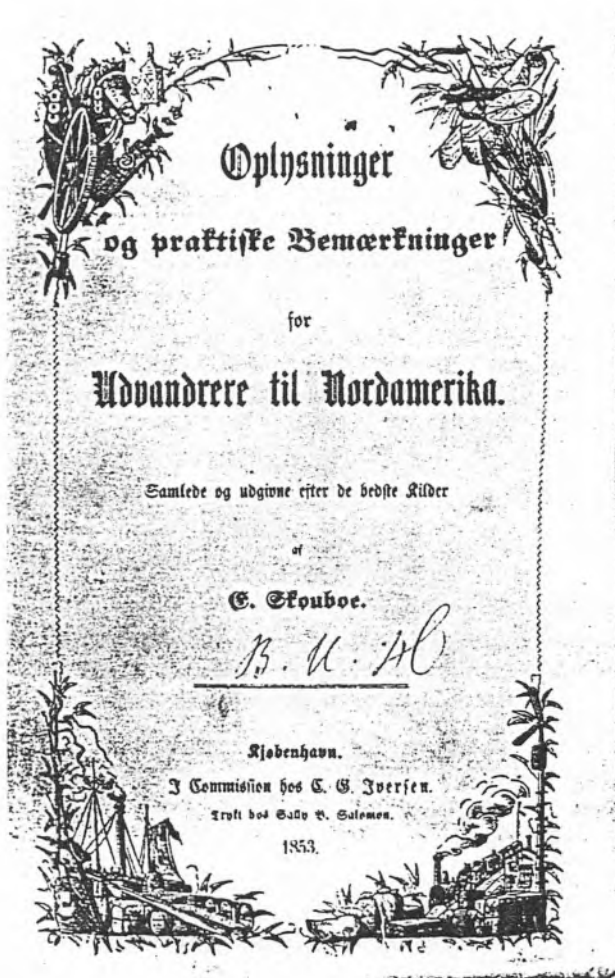 Oplysninger
og praktiske Bemærkninger
for
Udvandrere til Nordamerika.
Samlede og udgivne efter de bedste Kilder
af
E. Skouboe.
B. U. H
Kjøbenhavn.
I Commission hos C. G. Iversen.
Trykt hos Sally B. Salomon.
1853.